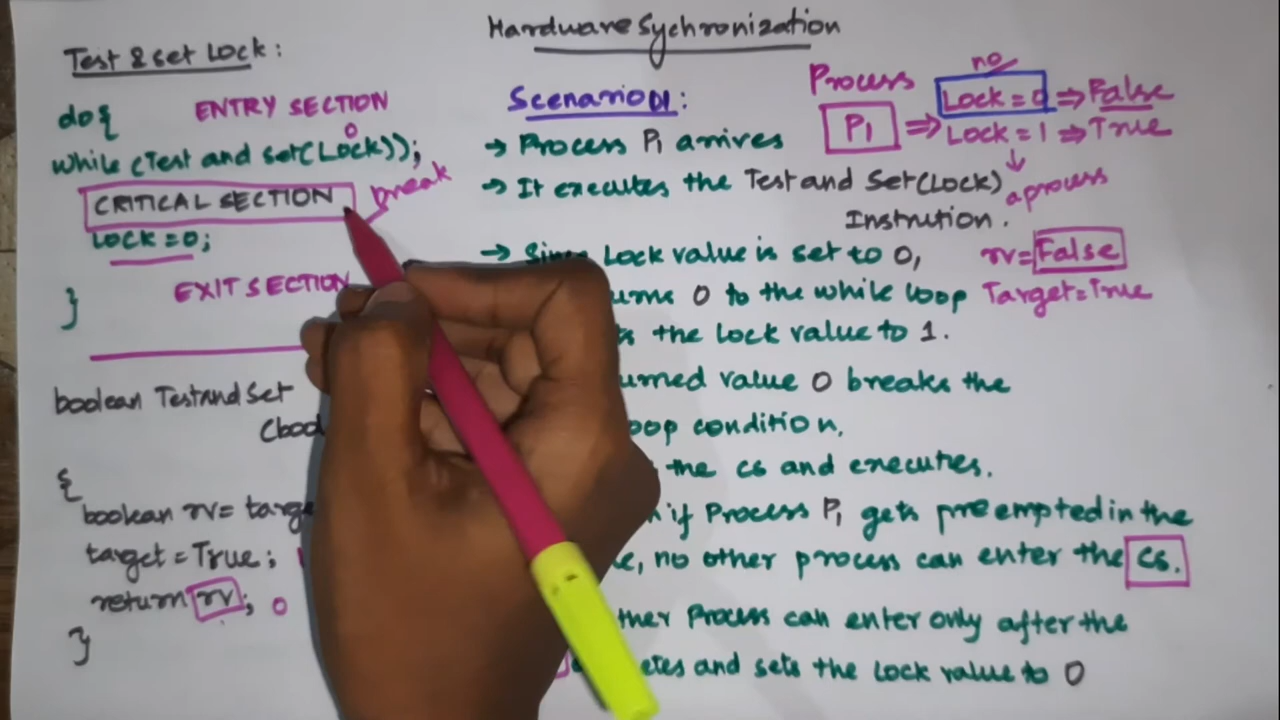 Hardware Sychronization
Test & set Lock:
do{ ENTRY SECTION
0
while (Test and set(Lock));
CRITICAL SECTION break
Lock = 0;
EXIT SECTION
}
boolean TestandSet
{
boolean rv =
target = True;
return rv; 0
}
Scenario 01:
→ Process P1 arrives
→ It executes the Test and Set(Lock)
Instrution.
→ Lock value is set to 0,
0 to the while loop
the lock value to 1.
value 0 breaks the
condition.
the cs and executies.
if Process P1 gets preempted in the
no other process can enter the cs.
Process can enter only after the
and sets the lock value to 0
Process
P1 ⇒
no
Lock = 0 ⇒ False
Lock = 1 ⇒ True
↓
a process
rv = False
Target = True